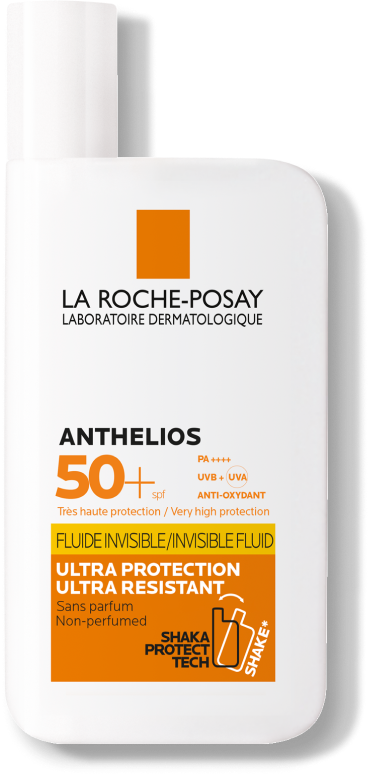 LA ROCHE-POSAY
LABORATOIRE DERMATOLOGIQUE
ANTHELIOS
50+ spf
PA ++++
UVB + UVA
ANTI-OXYDANT
Très haute protection / Very high protection
FLUIDE INVISIBLE/INVISIBLE FLUID
ULTRA PROTECTION
ULTRA RESISTANT
Sans parfum
Non-perfumed
SHAKA
PROTECT
TECH
SHAKE*